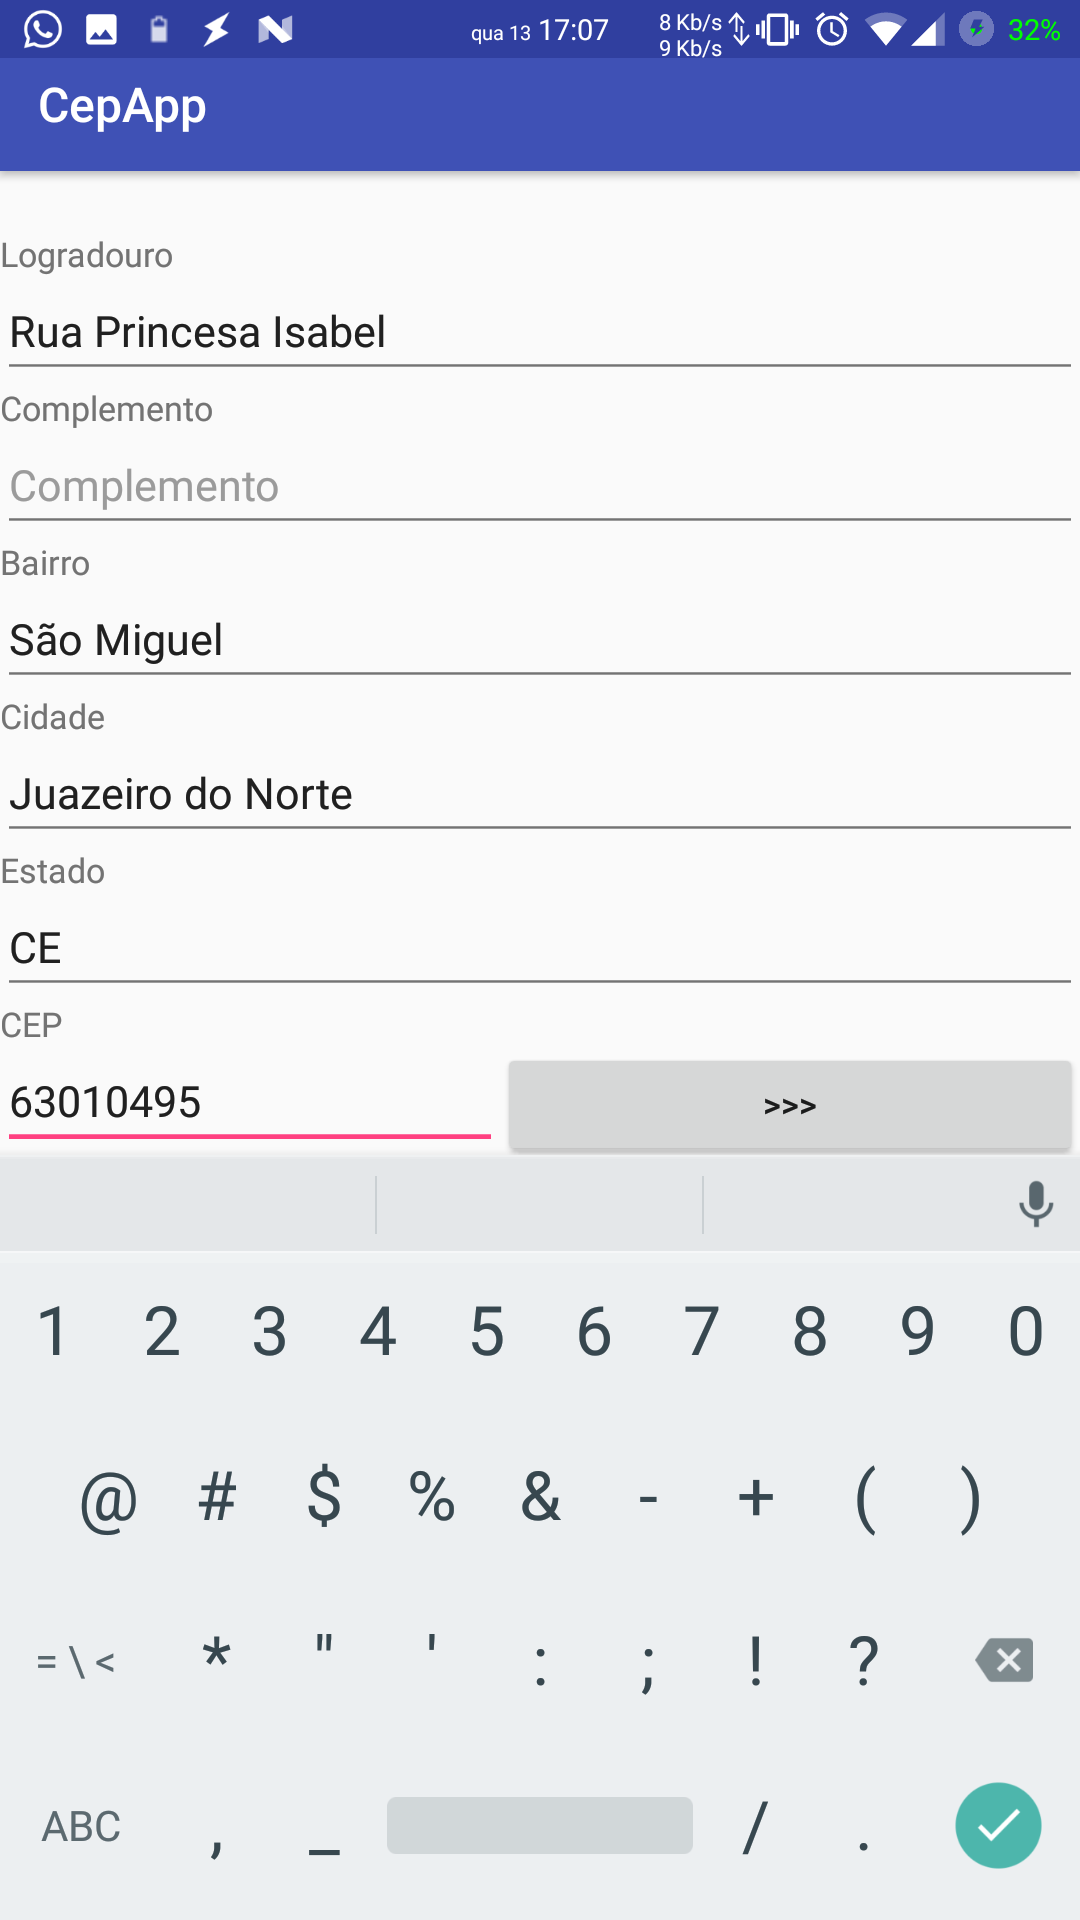 qua 13 17:07 8 Kb/s 32%
9 Kb/s
CepApp
Logradouro
Rua Princesa Isabel
Complemento
Complemento
Bairro
São Miguel
Cidade
Juazeiro do Norte
Estado
CE
CEP
63010495 >>>
1 2 3 4 5 6 7 8 9 0
@ # $ % & - + ( )
= \ < * " ' : ; ! ?
ABC , _ / .